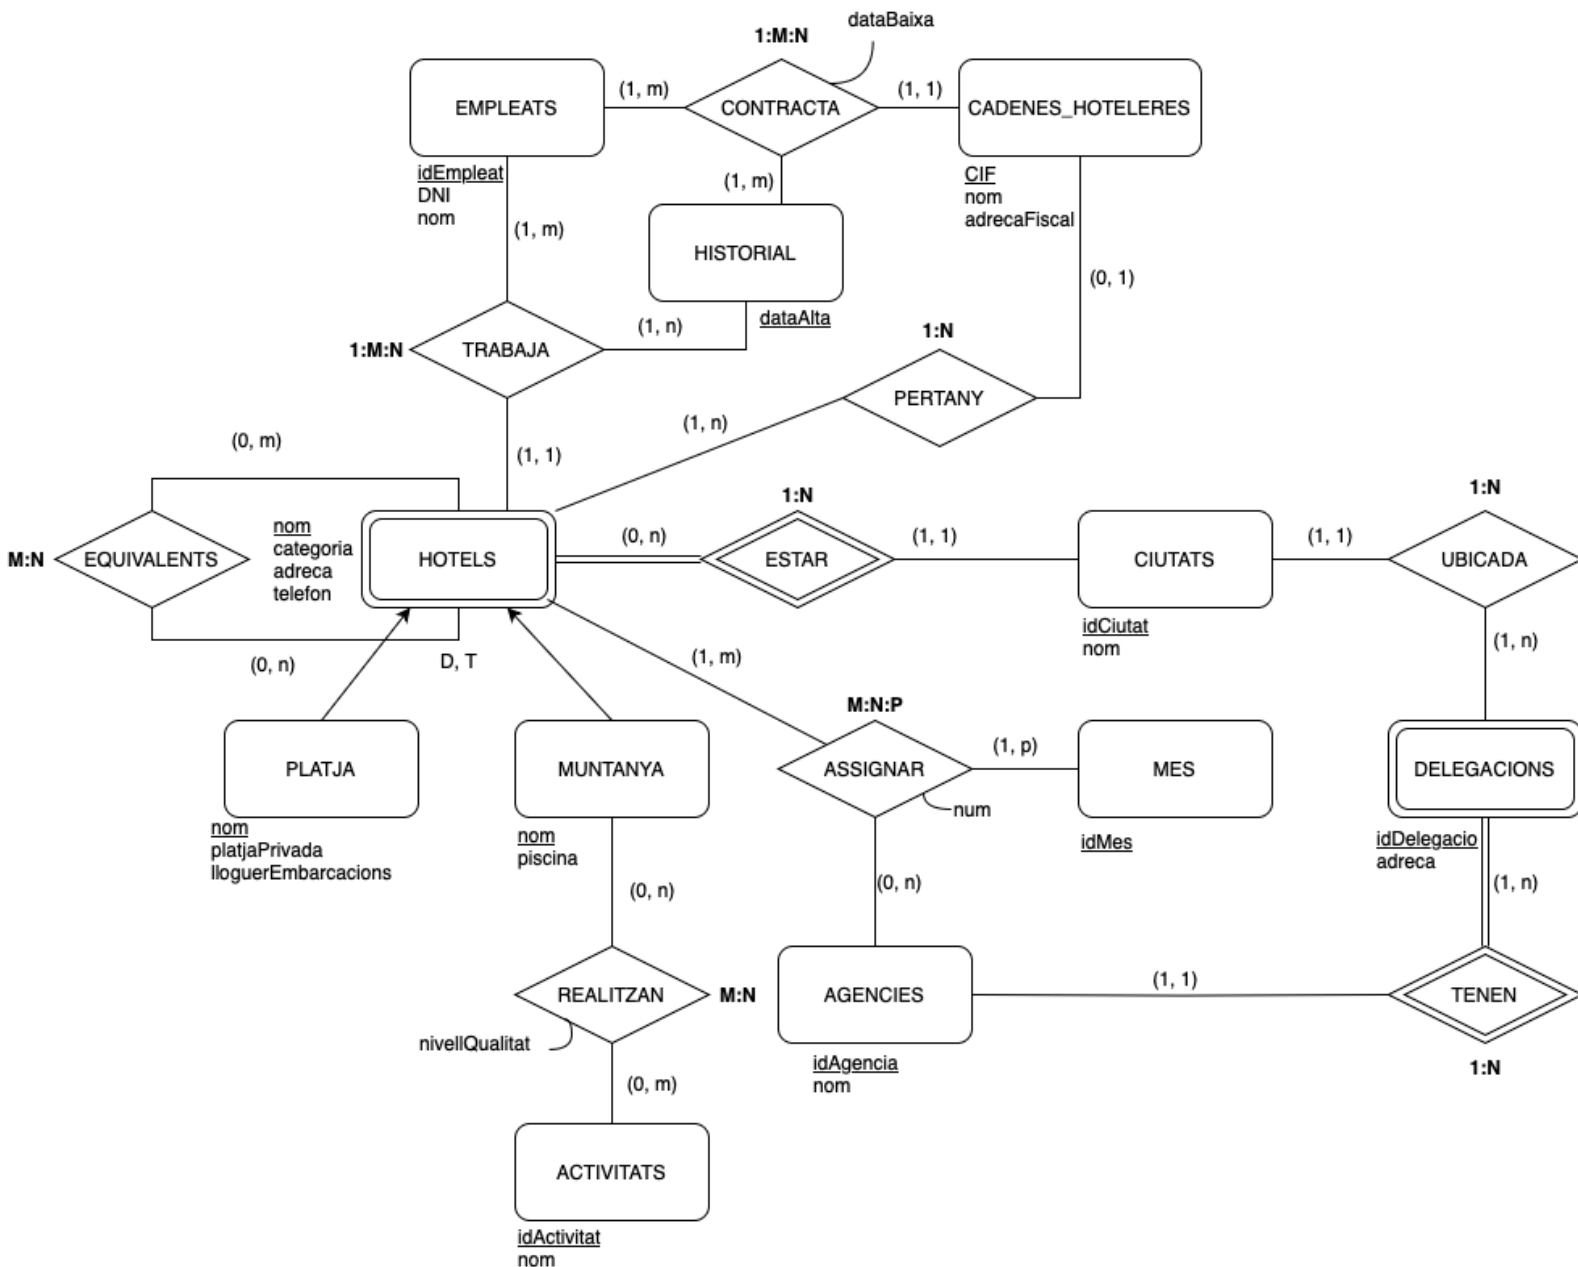 dataBaixa
1:M:N
EMPLEATS
(1, m)
CONTRACTA
(1, 1)
CADENES_HOTELERES
idEmpleat
DNI
nom
(1, m)
CIF
nom
adrecaFiscal
(1, m)
HISTORIAL
(0, 1)
dataAlta
(1, n)
1:M:N
TRABAJA
1:N
PERTANY
(1, n)
(0, m)
(1, 1)
1:N
1:N
M:N
EQUIVALENTS
nom
categoria
adreca
telefon
HOTELS
(0, n)
ESTAR
(1, 1)
CIUTATS
(1, 1)
UBICADA
idCiutat
nom
(0, n)
D, T
(1, m)
(1, n)
M:N:P
PLATJA
MUNTANYA
ASSIGNAR
(1, p)
MES
DELEGACIONS
num
nom
platjaPrivada
lloguerEmbarcacions
nom
piscina
idMes
idDelegacio
adreca
(0, n)
(0, n)
(1, n)
REALITZAN
M:N
AGENCIES
(1, 1)
TENEN
nivellQualitat
idAgencia
nom
1:N
(0, m)
ACTIVITATS
idActivitat
nom